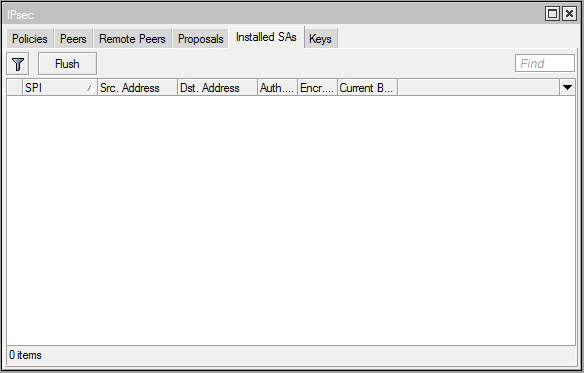 IPsec
Policies Peers Remote Peers Proposals Installed SAs Keys
Flush Find
SPI Src. Address Dst. Address Auth.... Encr.... Current B...
0 items